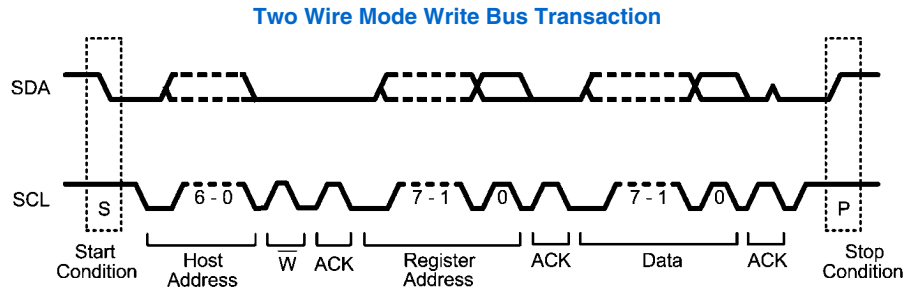 Two Wire Mode Write Bus Transaction
SDA
SCL
S
6 - 0
7 - 1
0
7 - 1
0
P
Start
Condition
Host
Address
W̅
ACK
Register
Address
ACK
Data
ACK
Stop
Condition